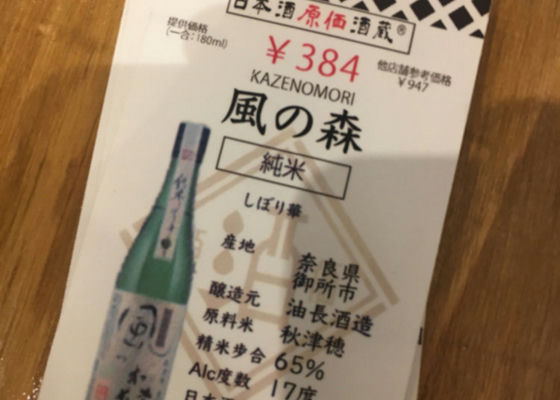 日本酒原価酒蔵®
提供価格
(一合:180ml)
￥384
他店舗参考価格
￥947
KAZENOMORI
風の森
純米
しぼり華
産地 奈良県
御所市
醸造元 油長酒造
原料米 秋津穂
精米歩合 65%
Alc度数 17度
日本